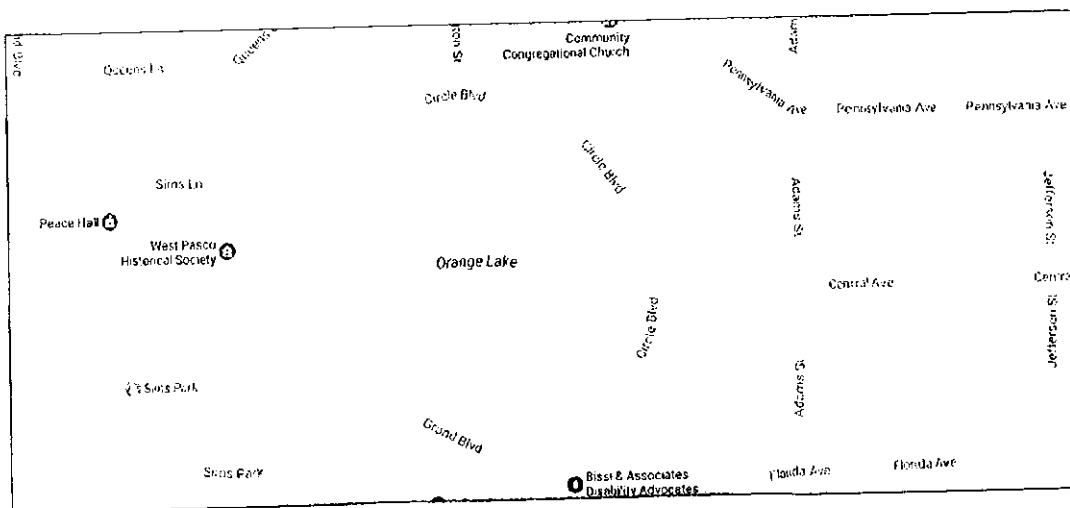 Community
Congregational Church
Queens Ln
Circle Blvd
Pennsylvania Ave
Pennsylvania Ave
Pennsylvania Ave
Circle Blvd
Sims Ln
Adams St
Jefferson St
Peace Hall
West Pasco
Historical Society
Orange Lake
Central Ave
Circle Blvd
Jefferson St
Sims Park
Adams St
Grand Blvd
Sims Park
Bissi & Associates
Disability Advocates
Florida Ave
Florida Ave